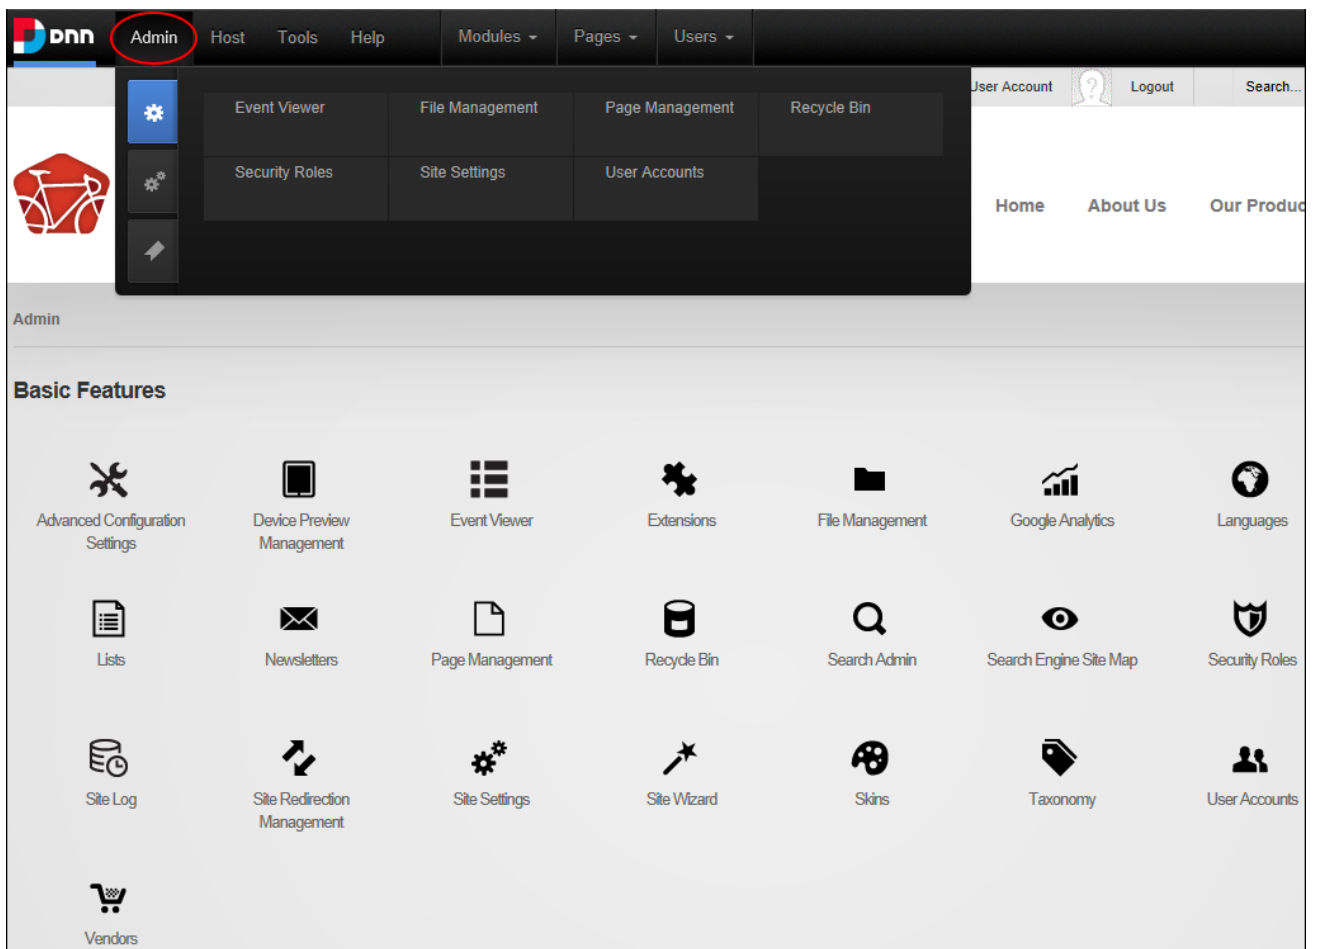 DNN Admin Host Tools Help Modules Pages Users
User Account Logout Search...
Event Viewer File Management Page Management Recycle Bin
Security Roles Site Settings User Accounts
Home About Us Our Produc
Admin
Basic Features
Advanced Configuration Settings
Device Preview Management
Event Viewer
Extensions
File Management
Google Analytics
Languages
Lists
Newsletters
Page Management
Recycle Bin
Search Admin
Search Engine Site Map
Security Roles
Site Log
Site Redirection Management
Site Settings
Site Wizard
Skins
Taxonomy
User Accounts
Vendors